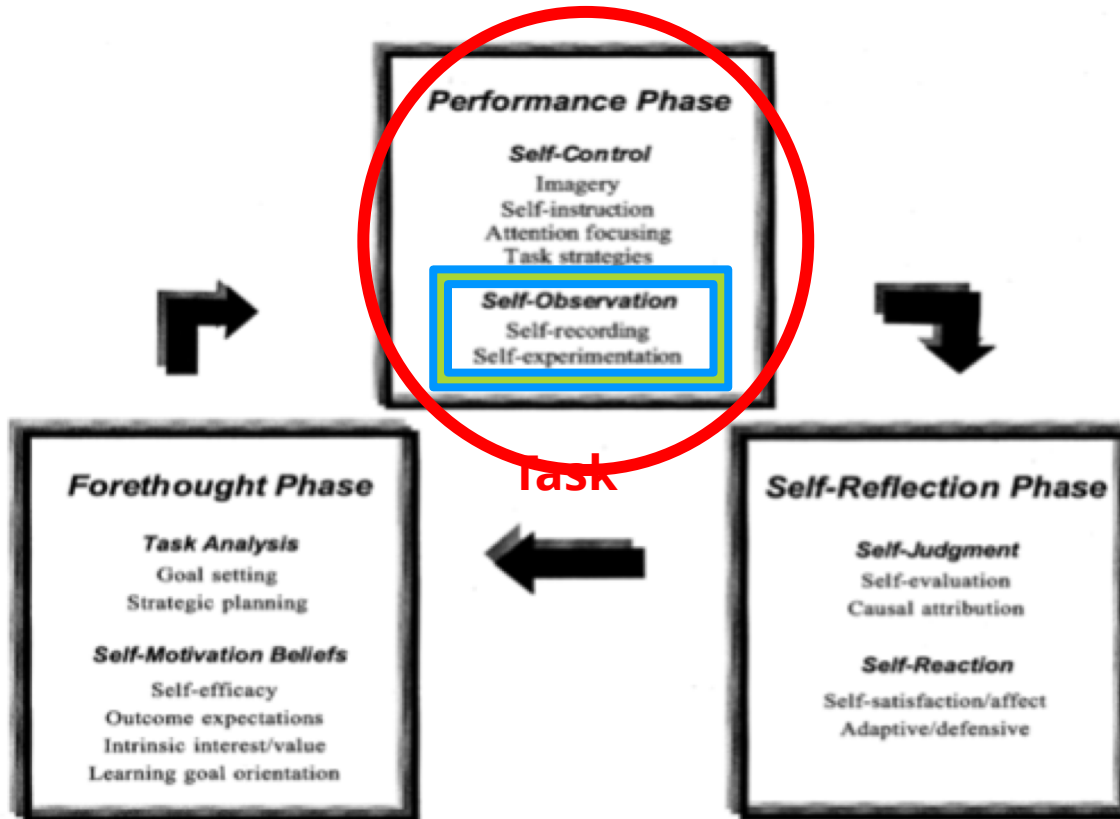 Performance Phase
Self-Control
Imagery
Self-instruction
Attention focusing
Task strategies
Self-Observation
Self-recording
Self-experimentation
Task
Forethought Phase
Task Analysis
Goal setting
Strategic planning
Self-Motivation Beliefs
Self-efficacy
Outcome expectations
Intrinsic interest/value
Learning goal orientation
Self-Reflection Phase
Self-Judgment
Self-evaluation
Causal attribution
Self-Reaction
Self-satisfaction/affect
Adaptive/defensive